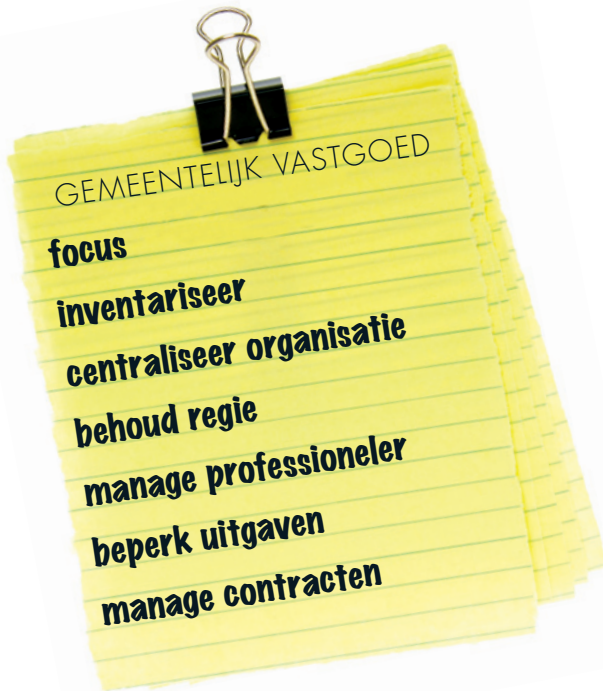 GEMEENTELIJK VASTGOED
focus
inventariseer
centraliseer organisatie
behoud regie
manage professioneler
beperk uitgaven
manage contracten